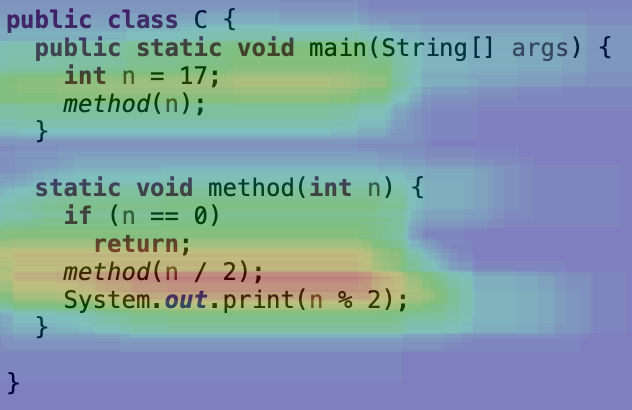 public class C {
public static void main(String[] args) {
int n = 17;
method(n);
}
static void method(int n) {
if (n == 0)
return;
method(n / 2);
System.out.print(n % 2);
}
}